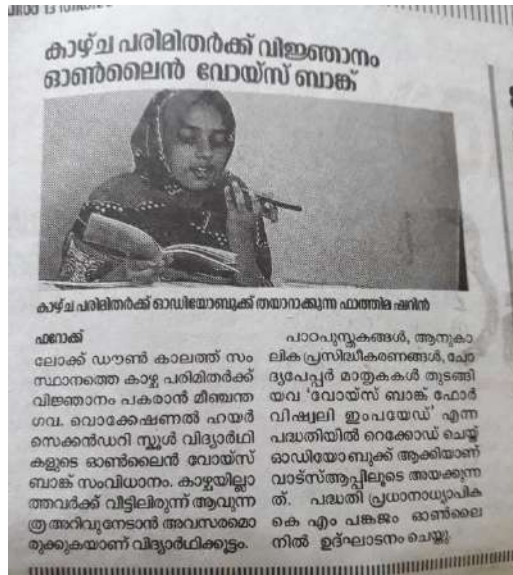 കാഴ്ച പരിമിതർക്ക് വിജ്ഞാനം
ഓൺലൈൻ വോയ്സ് ബാങ്ക്
കാഴ്ച പരിമിതർക്ക് ഓഡിയോബുക്ക് തയാറാക്കുന്ന ഫാത്തിമ ഷറിൻ
ഫറോക്ക്
ലോക്ക് ഡൗൺ കാലത്ത് സം
സ്ഥാനത്തെ കാഴ്ച പരിമിതർക്ക്
വിജ്ഞാനം പകരാൻ മീഞ്ചന്ത
ഗവ. വൊക്കേഷണൽ ഹയർ
സെക്കൻഡറി സ്കൂൾ വിദ്യാർഥി
കളുടെ ഓൺലൈൻ വോയ്സ്
ബാങ്ക് സംവിധാനം. കാഴ്ചയില്ലാ
ത്തവർക്ക് വീട്ടിലിരുന്ന് ആവുന്ന
ത്ര അറിവുനേടാൻ അവസരമൊ
രുക്കുകയാണ് വിദ്യാർഥിക്കൂട്ടം.
പാഠപുസ്തകങ്ങൾ, ആനുകാ
ലിക പ്രസിദ്ധീകരണങ്ങൾ, ചോ
ദ്യപേപ്പർ മാതൃകകൾ തുടങ്ങി
യവ 'വോയ്സ് ബാങ്ക് ഫോർ
വിഷ്വലി ഇംപയേഡ്' എന്ന
പദ്ധതിയിൽ റെക്കോഡ് ചെയ്ത്
ഓഡിയോബുക്ക് ആക്കിയാണ്
വാട്സ്ആപ്പിലൂടെ അയക്കുന്ന
ത്. പദ്ധതി പ്രധാനാധ്യാപിക
കെ എം പങ്കജം ഓൺലൈ
നിൽ ഉദ്ഘാടനം ചെയ്തു.